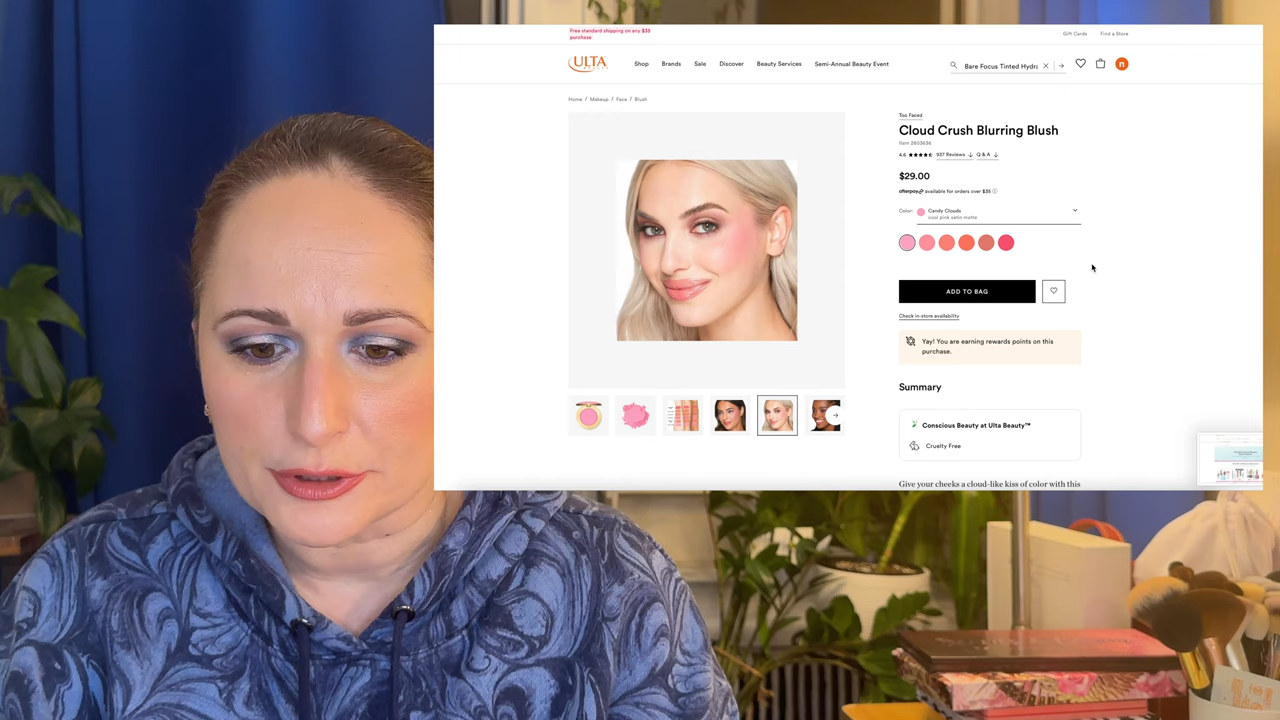 Free standard shipping on any $35
purchase
Gift Cards
Find a Store
ULTA
Shop
Brands
Sale
Discover
Beauty Services
Semi-Annual Beauty Event
Bare Focus Tinted Hydra
n
Home / Makeup / Face / Blush
Too Faced
Cloud Crush Blurring Blush
Item 2603636
4.6
937 Reviews
Q & A
$29.00
afterpay available for orders over $35
Color:
Candy Clouds
cool pink satin matte
ADD TO BAG
Check in-store availability
Yay! You are earning rewards points on this
purchase.
Summary
Conscious Beauty at Ulta Beauty™
Cruelty Free
Give your cheeks a cloud-like kiss of color with this